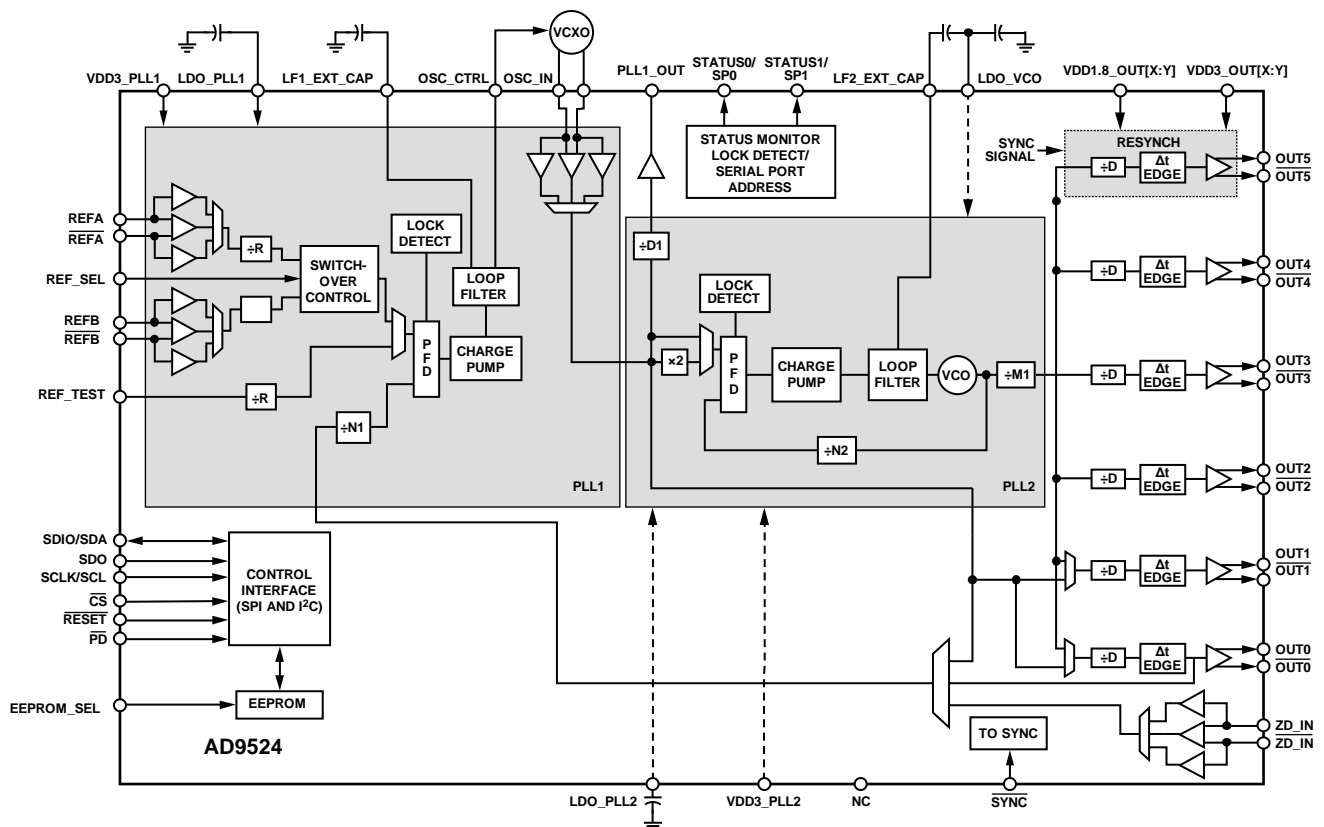 VCXO
VDD3_PLL1
LDO_PLL1
LF1_EXT_CAP
OSC_CTRL
OSC_IN
PLL1_OUT
STATUS0/
SP0
STATUS1/
SP1
LF2_EXT_CAP
LDO_VCO
VDD1.8_OUT[X:Y]
VDD3_OUT[X:Y]
STATUS MONITOR
LOCK DETECT/
SERIAL PORT
ADDRESS
SYNC
SIGNAL
RESYNCH
÷D
Δt
EDGE
OUT5
OUT5
REFA
REFA
÷R
LOCK
DETECT
SWITCH-
OVER
CONTROL
LOOP
FILTER
REF_SEL
REFB
REFB
P
F
D
CHARGE
PUMP
REF_TEST
÷R
÷N1
PLL1
÷D1
LOCK
DETECT
×2
P
F
D
CHARGE
PUMP
LOOP
FILTER
VCO
÷M1
÷N2
PLL2
÷D
Δt
EDGE
OUT4
OUT4
÷D
Δt
EDGE
OUT3
OUT3
÷D
Δt
EDGE
OUT2
OUT2
÷D
Δt
EDGE
OUT1
OUT1
÷D
Δt
EDGE
OUT0
OUT0
SDIO/SDA
SDO
SCLK/SCL
CS
RESET
PD
CONTROL
INTERFACE
(SPI AND I²C)
EEPROM_SEL
EEPROM
AD9524
TO SYNC
ZD_IN
ZD_IN
LDO_PLL2
VDD3_PLL2
NC
SYNC